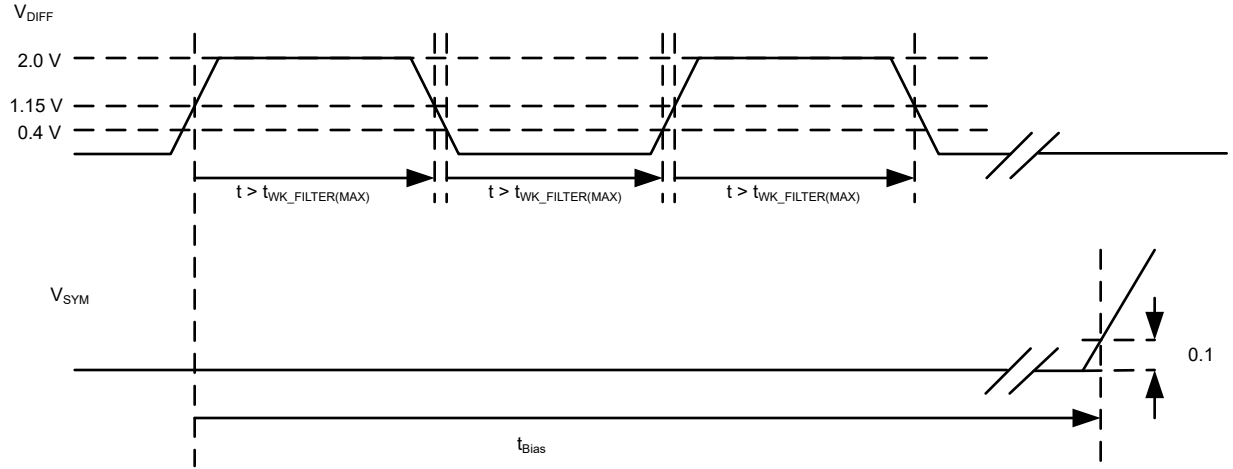 V_DIFF
2.0 V
1.15 V
0.4 V
t > t_WK_FILTER(MAX) t > t_WK_FILTER(MAX) t > t_WK_FILTER(MAX)
V_SYM
0.1
t_Bias